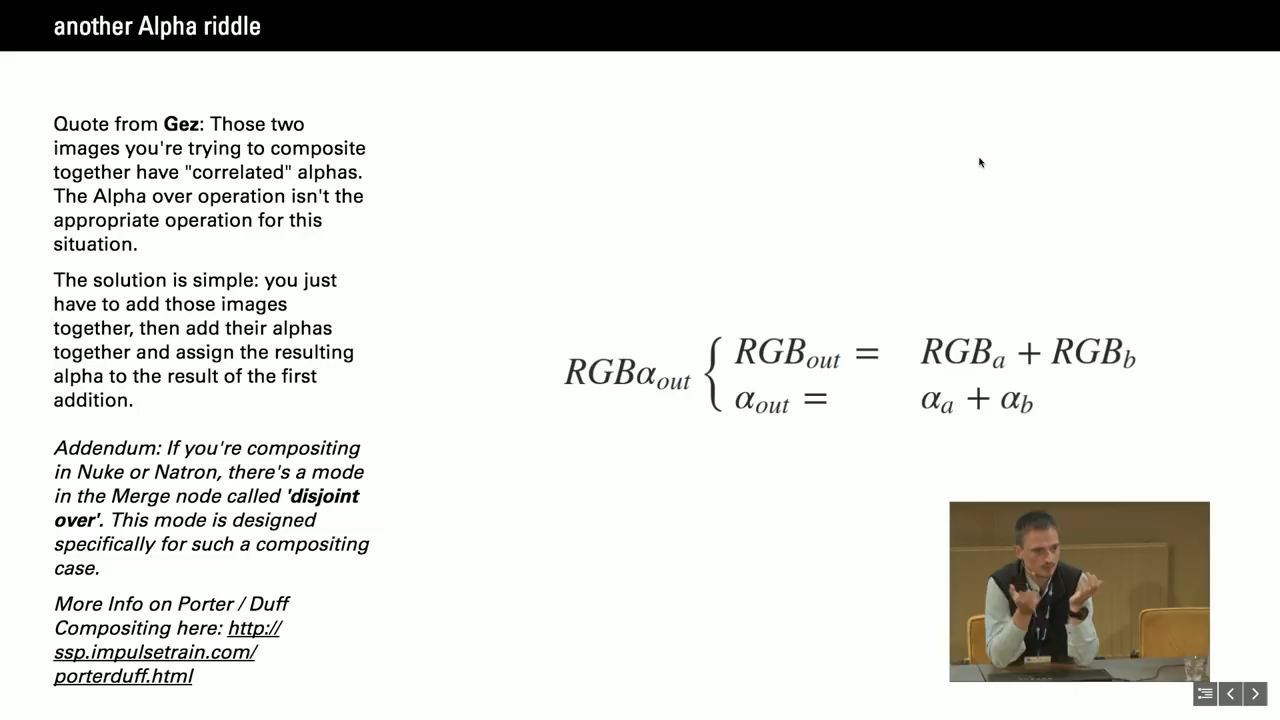 another Alpha riddle
Quote from Gez: Those two
images you're trying to composite
together have "correlated" alphas.
The Alpha over operation isn't the
appropriate operation for this
situation.
The solution is simple: you just
have to add those images
together, then add their alphas
together and assign the resulting
alpha to the result of the first
addition.
Addendum: If you're compositing
in Nuke or Natron, there's a mode
in the Merge node called 'disjoint
over'. This mode is designed
specifically for such a compositing
case.
More Info on Porter / Duff
Compositing here: http://
ssp.impulsetrain.com/
porterduff.html
RGBα_out { RGB_out = RGB_a + RGB_b
α_out = α_a + α_b